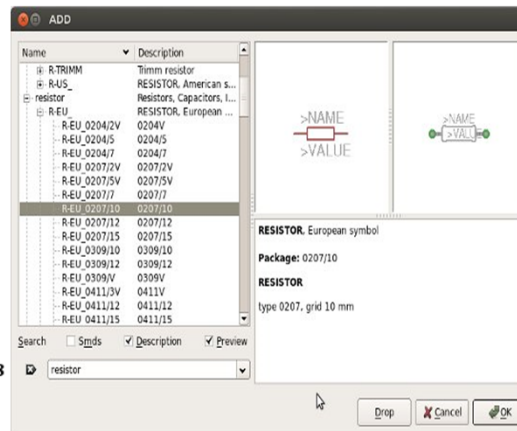 ADD
Name Description
R-TRIMM Trimm resistor
R-US_ RESISTOR, American s...
resistor Resistors, Capacitors, I...
R-EU_ RESISTOR, European ...
R-EU_0204/2V 0204V
R-EU_0204/5 0204/5
R-EU_0204/7 0204/7
R-EU_0207/2V 0207/2V
R-EU_0207/5V 0207/5V
R-EU_0207/7 0207/7
R-EU_0207/10 0207/10
R-EU_0207/12 0207/12
R-EU_0207/15 0207/15
R-EU_0309/10 0309/10
R-EU_0309/12 0309/12
R-EU_0309/V 0309V
R-EU_0411/3V 0411V
R-EU_0411/12 0411/12
R-EU_0411/15 0411/15
>NAME
>VALUE
>NAME
>VALU
RESISTOR, European symbol
Package: 0207/10
RESISTOR
type 0207, grid 10 mm
Search Smds Description Preview
resistor
Drop Cancel OK